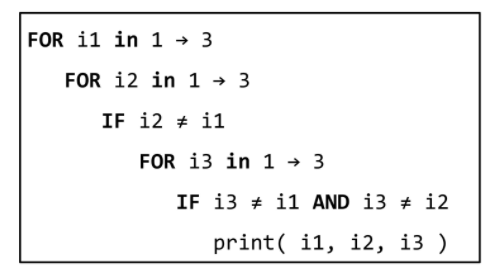 FOR i1 in 1 → 3
FOR i2 in 1 → 3
IF i2 ≠ i1
FOR i3 in 1 → 3
IF i3 ≠ i1 AND i3 ≠ i2
print( i1, i2, i3 )